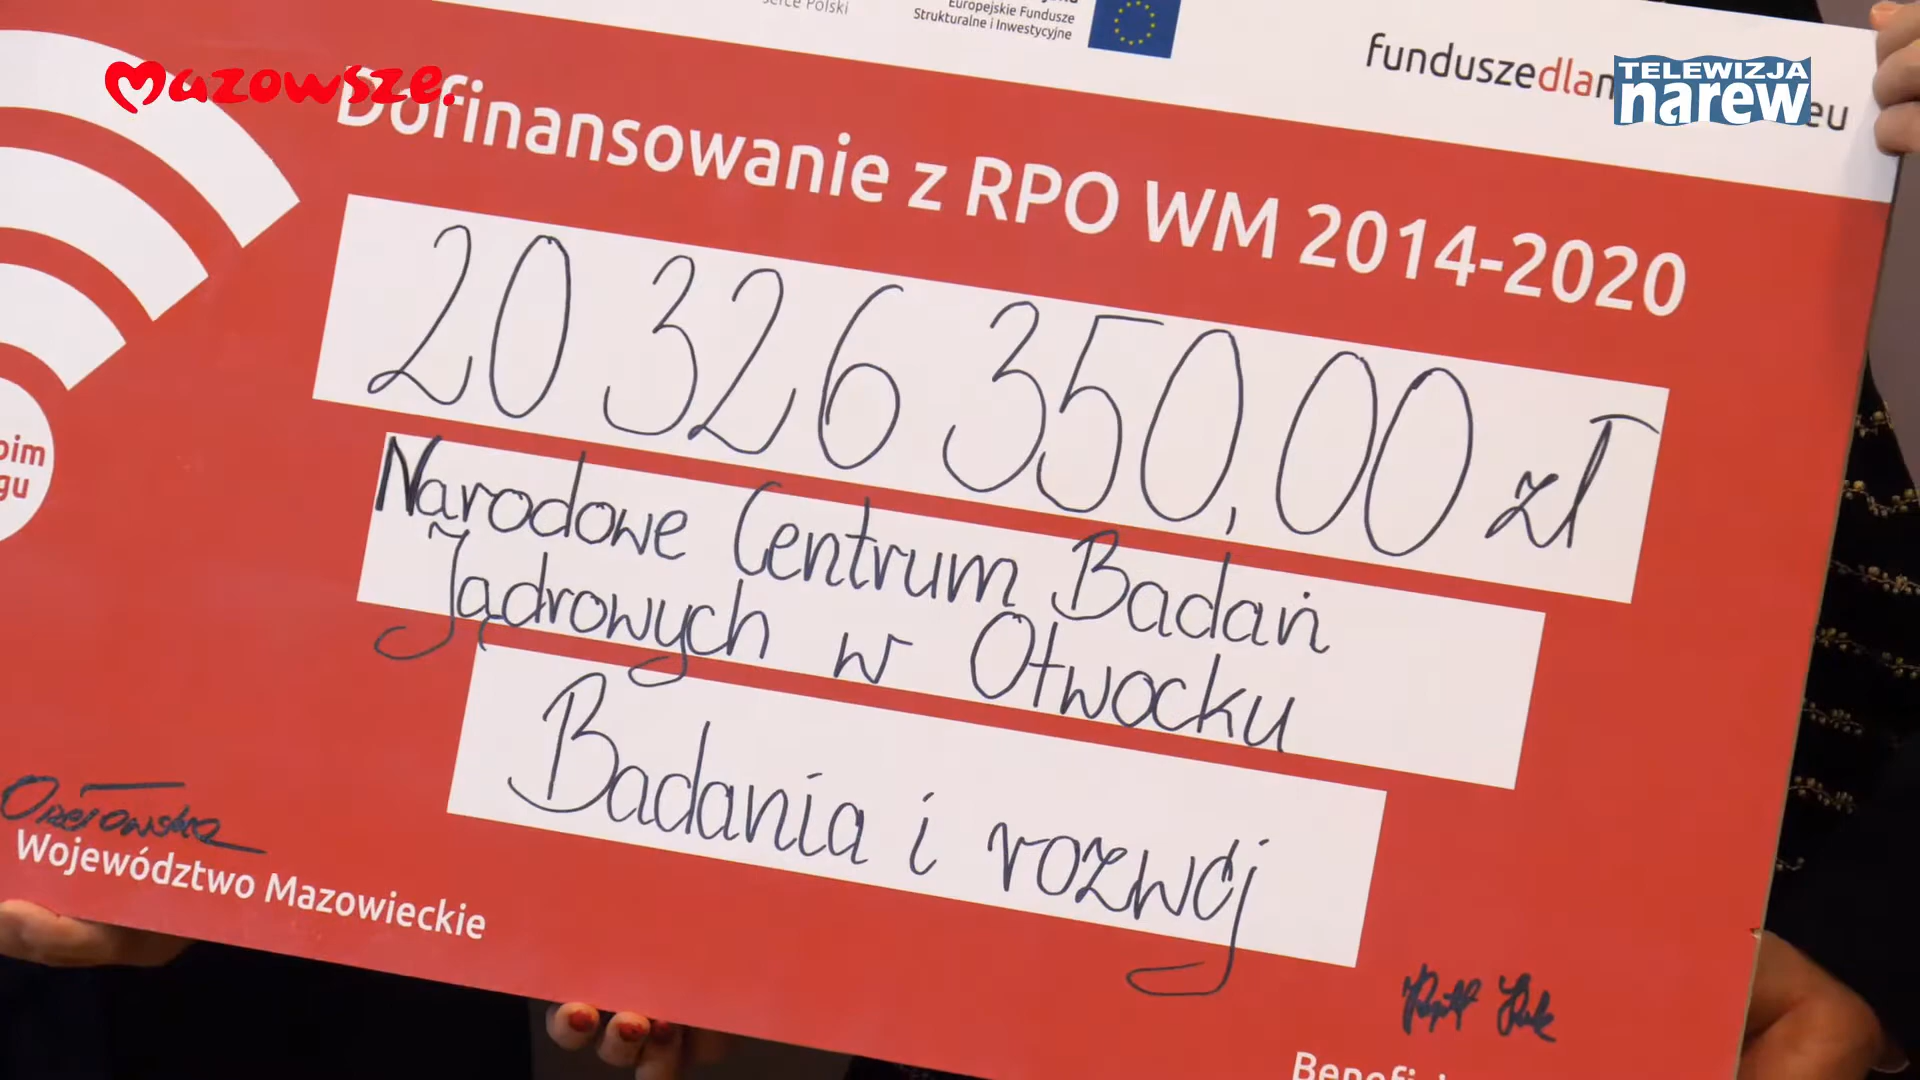 Europejskie Fundusze
Strukturalne i Inwestycyjne
Mazowsze.
TELEWIZJA
narew
Dofinansowanie z RPO WM 2014-2020
20 326 350,00 zł
Narodowe Centrum Badań
Jądrowych w Otwocku
Badania i rozwój
Orełowska
Województwo Mazowieckie